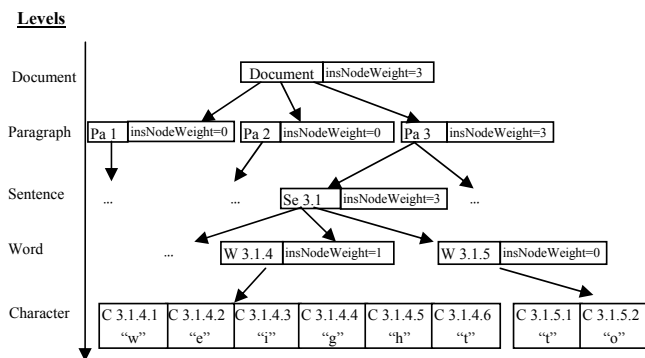 Levels
Document
Document insNodeWeight=3
Paragraph
Pa 1 insNodeWeight=0 Pa 2 insNodeWeight=0 Pa 3 insNodeWeight=3
... ... ...
Sentence
Se 3.1 insNodeWeight=3
Word
... W 3.1.4 insNodeWeight=1 W 3.1.5 insNodeWeight=0
Character
C 3.1.4.1 C 3.1.4.2 C 3.1.4.3 C 3.1.4.4 C 3.1.4.5 C 3.1.4.6 C 3.1.5.1 C 3.1.5.2
“w” “e” “i” “g” “h” “t” “t” “o”